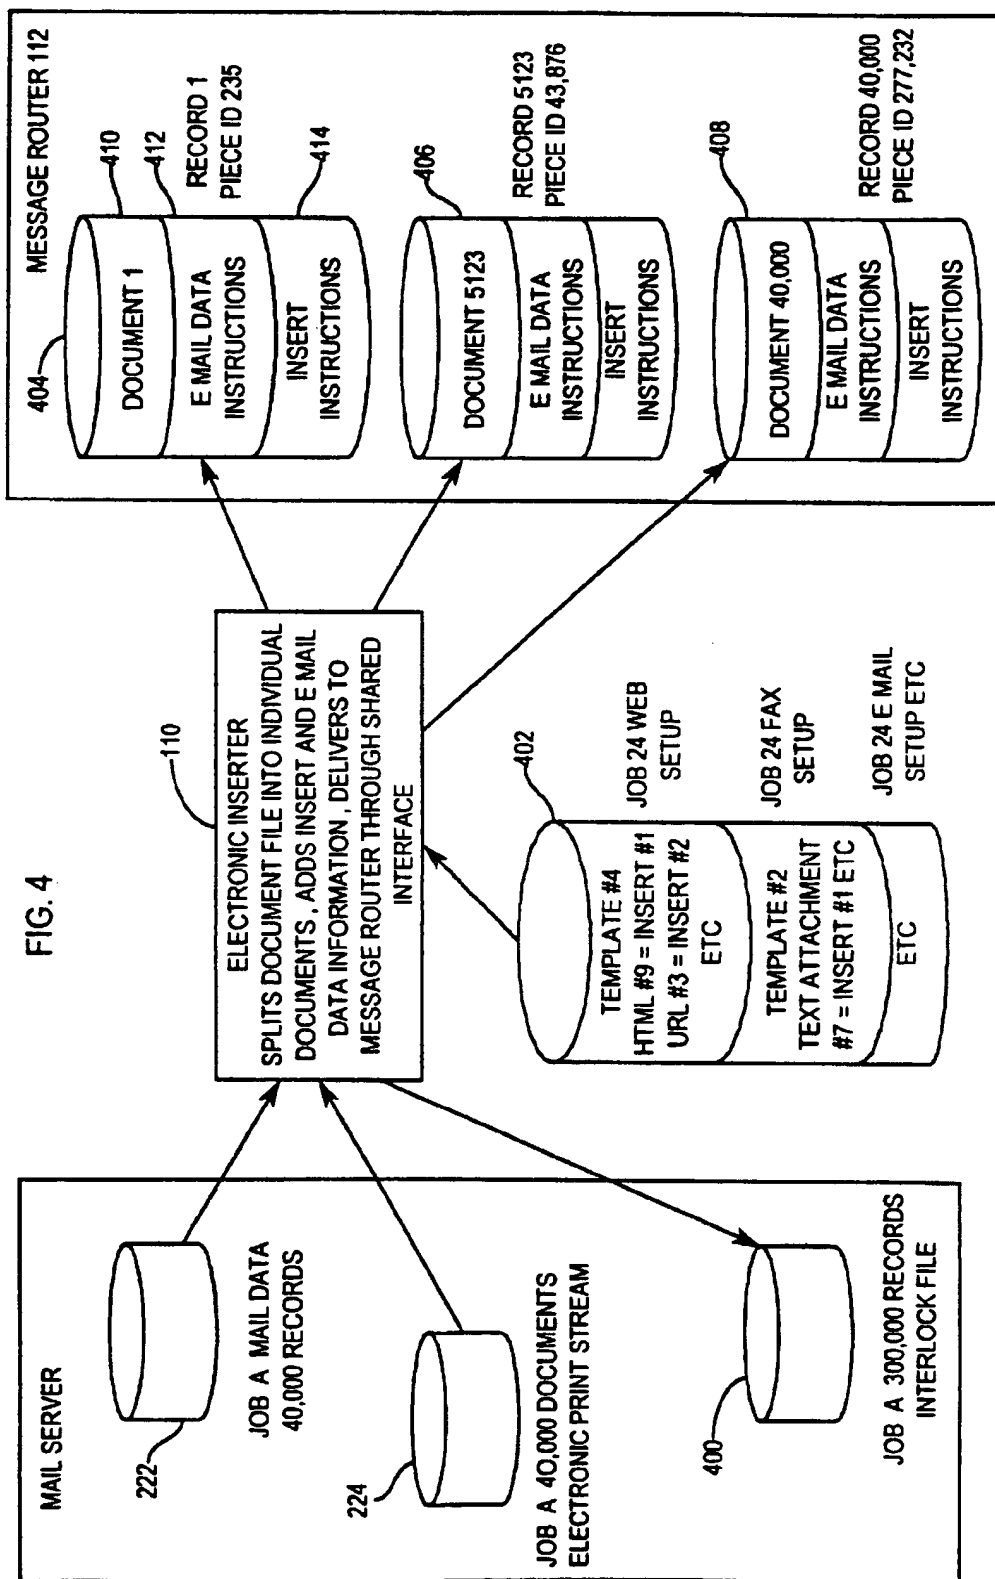 FIG. 4
MAIL SERVER
222
JOB A MAIL DATA
40,000 RECORDS
224
JOB A 40,000 DOCUMENTS
ELECTRONIC PRINT STREAM
400
JOB A 300,000 RECORDS
INTERLOCK FILE
110
ELECTRONIC INSERTER
SPLITS DOCUMENT FILE INTO INDIVIDUAL
DOCUMENTS, ADDS INSERT AND E MAIL
DATA INFORMATION, DELIVERS TO
MESSAGE ROUTER THROUGH SHARED
INTERFACE
402
TEMPLATE #4
HTML #9 = INSERT #1
URL #3 = INSERT #2
ETC
JOB 24 WEB
SETUP
TEMPLATE #2
TEXT ATTACHMENT
#7 = INSERT #1 ETC
JOB 24 FAX
SETUP
ETC
JOB 24 E MAIL
SETUP ETC
MESSAGE ROUTER 112
404
410
DOCUMENT 1
412
E MAIL DATA
INSTRUCTIONS
RECORD 1
PIECE ID 235
INSERT
INSTRUCTIONS
414
406
DOCUMENT 5123
E MAIL DATA
INSTRUCTIONS
INSERT
INSTRUCTIONS
RECORD 5123
PIECE ID 43,876
408
DOCUMENT 40,000
E MAIL DATA
INSTRUCTIONS
INSERT
INSTRUCTIONS
RECORD 40,000
PIECE ID 277,232